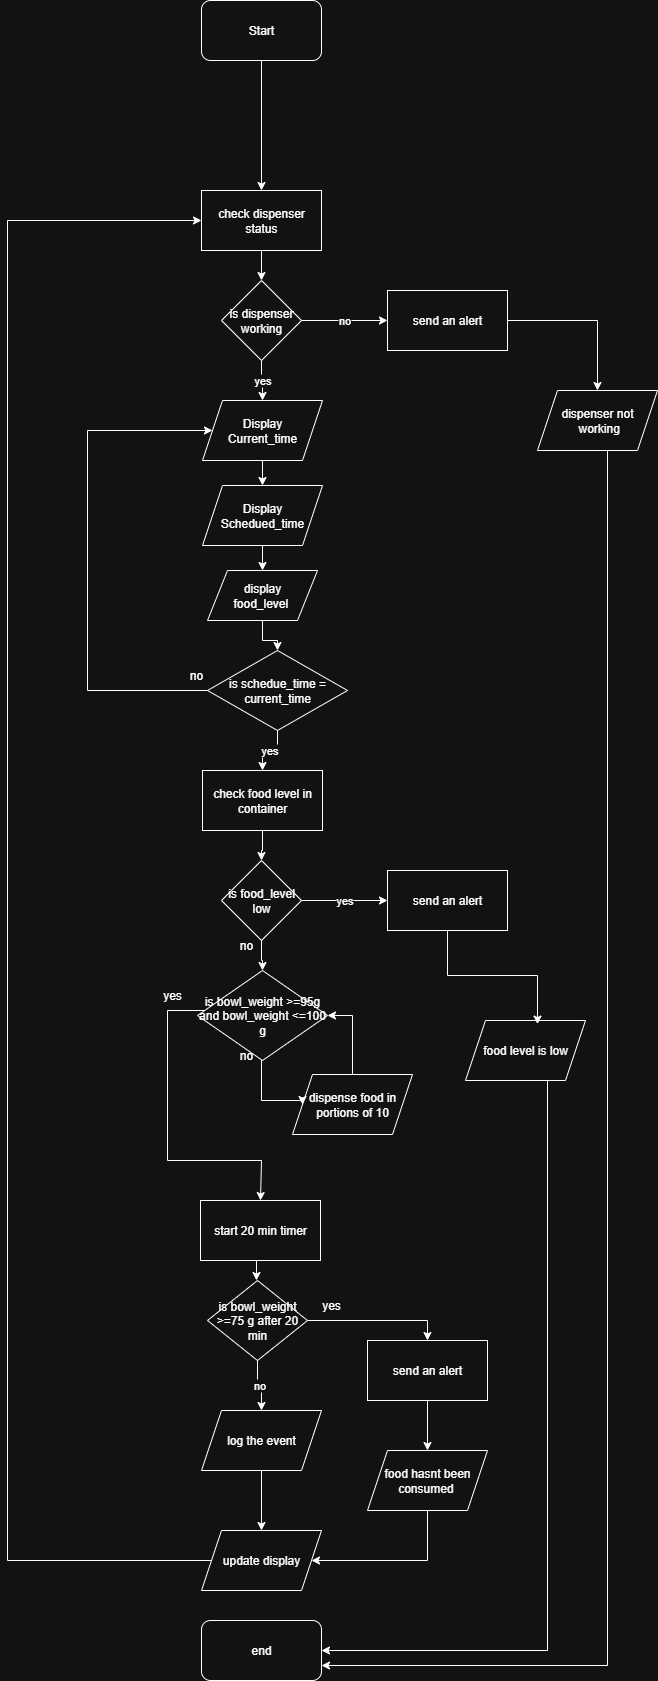 Start
check dispenser
status
is dispenser
working
no
send an alert
yes
dispenser not
working
Display
Current_time
Display
Schedued_time
display
food_level
no
is schedue_time =
current_time
yes
check food level in
container
is food_level
low
yes
send an alert
no
yes
is bowl_weight >=95g
and bowl_weight <=100
g
no
food level is low
dispense food in
portions of 10
start 20 min timer
is bowl_weight
>=75 g after 20
min
yes
send an alert
no
log the event
food hasnt been
consumed
update display
end